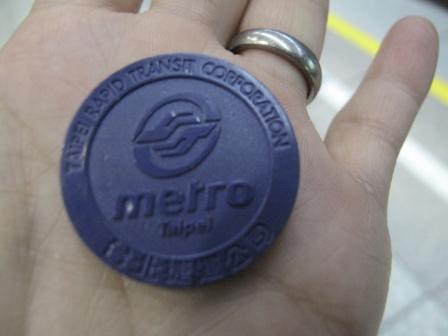 TAIPEI RAPID TRANSIT CORPORATION
metro
Taipei